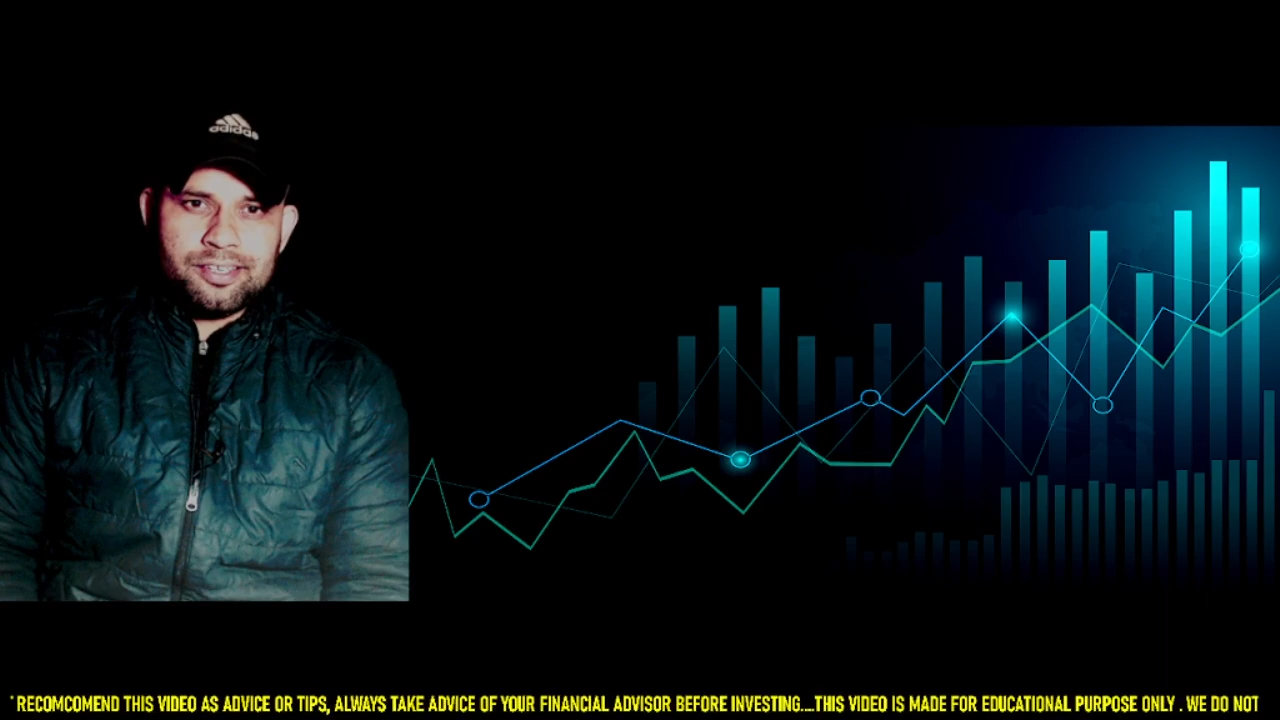 adidas
' RECOMCOMEND THIS VIDEO AS ADVICE OR TIPS, ALWAYS TAKE ADVICE OF YOUR FINANCIAL ADVISOR BEFORE INVESTING....THIS VIDEO IS MADE FOR EDUCATIONAL PURPOSE ONLY . WE DO NOT